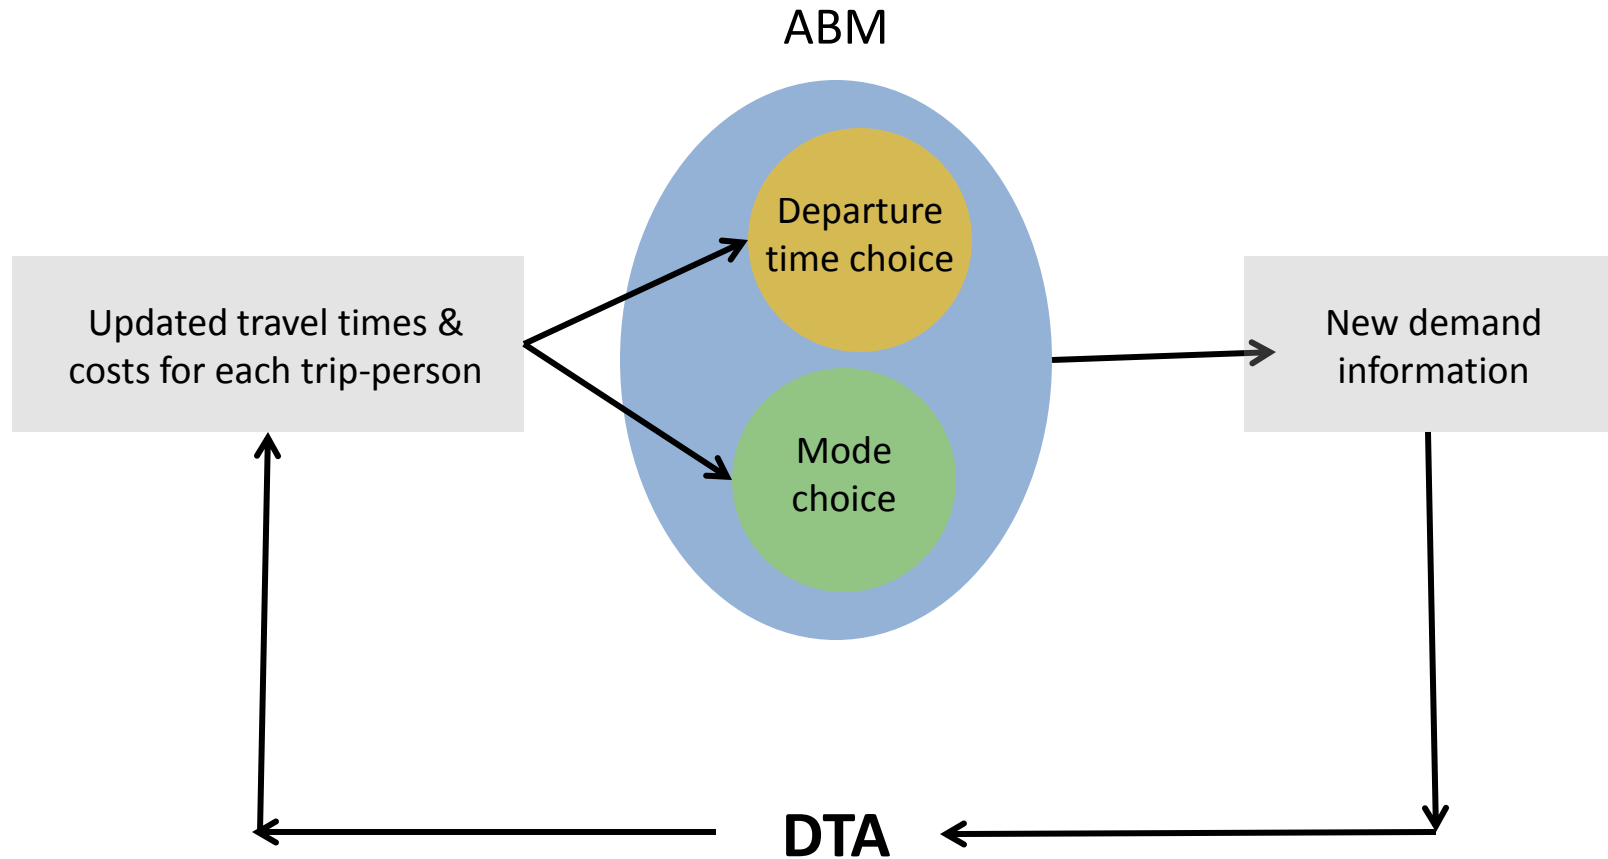 ABM
Departure
time choice
Updated travel times &
costs for each trip-person
New demand
information
Mode
choice
DTA